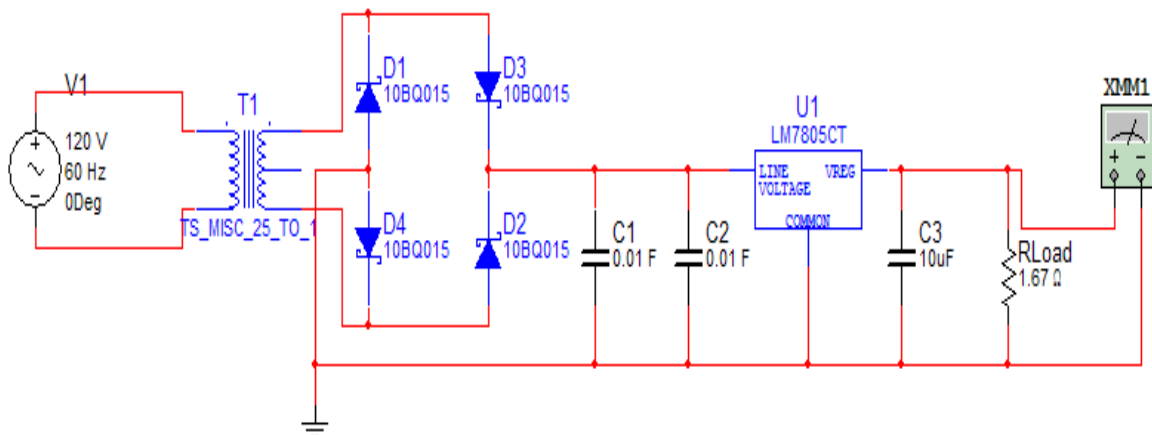 V1
120 V
60 Hz
0Deg
T1
TS_MISC_25_TO_1
D1
10BQ015
D3
10BQ015
D4
10BQ015
D2
10BQ015
C1
0.01 F
C2
0.01 F
U1
LM7805CT
LINE VREG
VOLTAGE
COMMON
C3
10uF
RLoad
1.67 Ω
XMM1